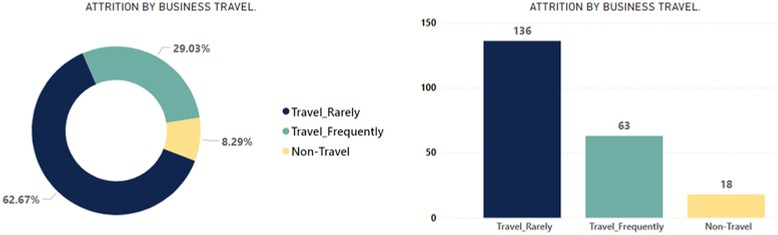 ATTRITION BY BUSINESS TRAVEL.
29.03%
8.29%
62.67%
Travel_Rarely
Travel_Frequently
Non-Travel
ATTRITION BY BUSINESS TRAVEL.
150
100
50
0
136
63
18
Travel_Rarely
Travel_Frequently
Non-Travel